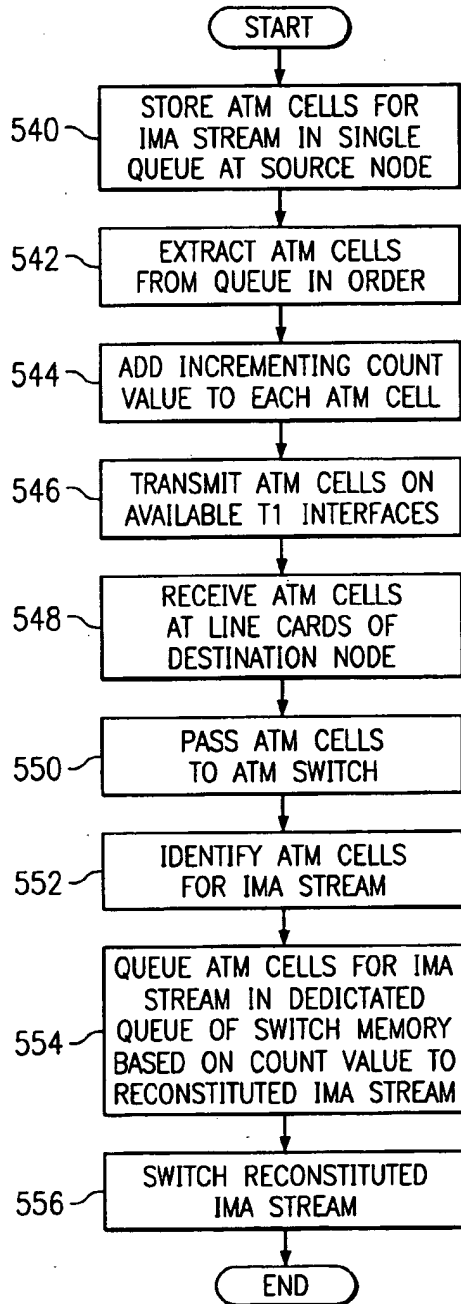 START
540
STORE ATM CELLS FOR
IMA STREAM IN SINGLE
QUEUE AT SOURCE NODE
542
EXTRACT ATM CELLS
FROM QUEUE IN ORDER
544
ADD INCREMENTING COUNT
VALUE TO EACH ATM CELL
546
TRANSMIT ATM CELLS ON
AVAILABLE T1 INTERFACES
548
RECEIVE ATM CELLS
AT LINE CARDS OF
DESTINATION NODE
550
PASS ATM CELLS
TO ATM SWITCH
552
IDENTIFY ATM CELLS
FOR IMA STREAM
554
QUEUE ATM CELLS FOR IMA
STREAM IN DEDICTATED
QUEUE OF SWITCH MEMORY
BASED ON COUNT VALUE TO
RECONSTITUTED IMA STREAM
556
SWITCH RECONSTITUTED
IMA STREAM
END